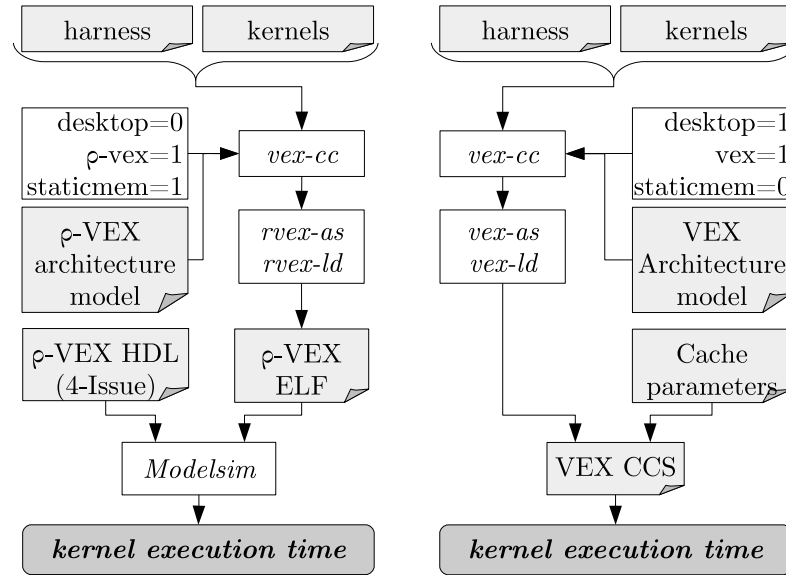 harness
kernels
desktop=0
ρ-vex=1
staticmem=1
vex-cc
ρ-VEX
architecture
model
rvex-as
rvex-ld
ρ-VEX HDL
(4-Issue)
ρ-VEX
ELF
Modelsim
kernel execution time
harness
kernels
vex-cc
desktop=1
vex=1
staticmem=0
vex-as
vex-ld
VEX
Architecture
model
Cache
parameters
VEX CCS
kernel execution time